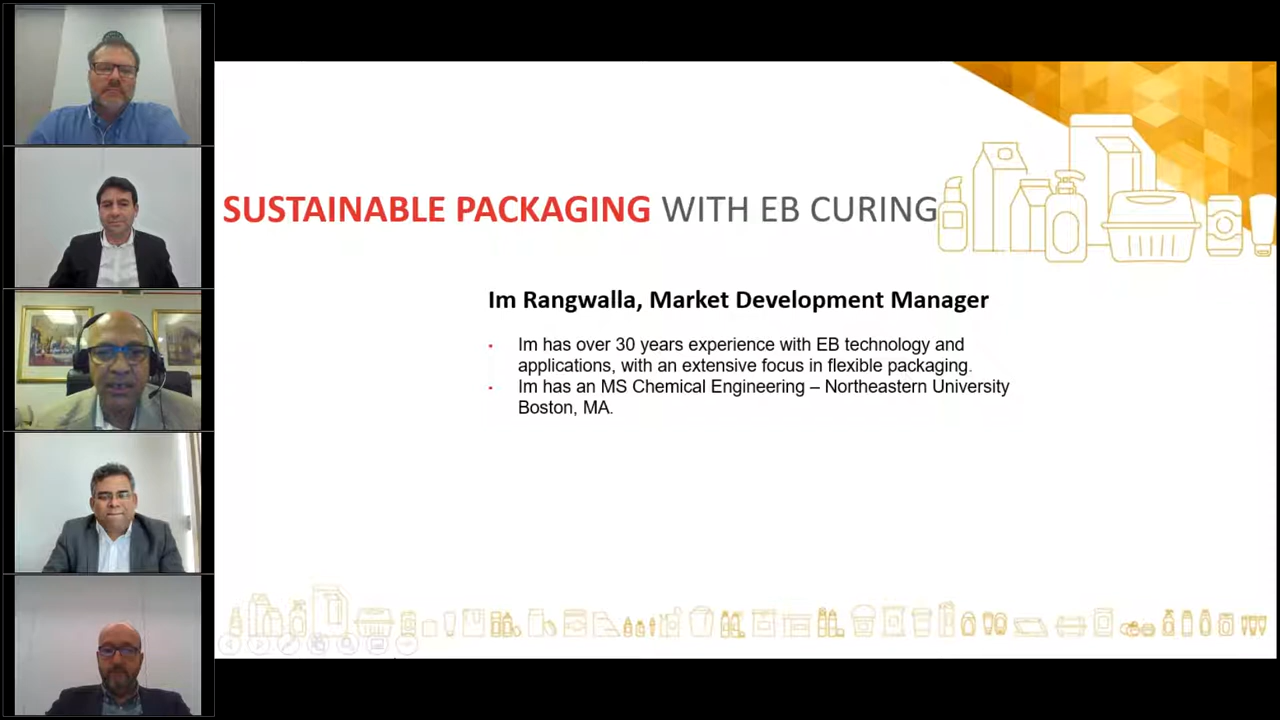 SUSTAINABLE PACKAGING WITH EB CURING
Im Rangwalla, Market Development Manager
• Im has over 30 years experience with EB technology and
applications, with an extensive focus in flexible packaging.
• Im has an MS Chemical Engineering – Northeastern University
Boston, MA.